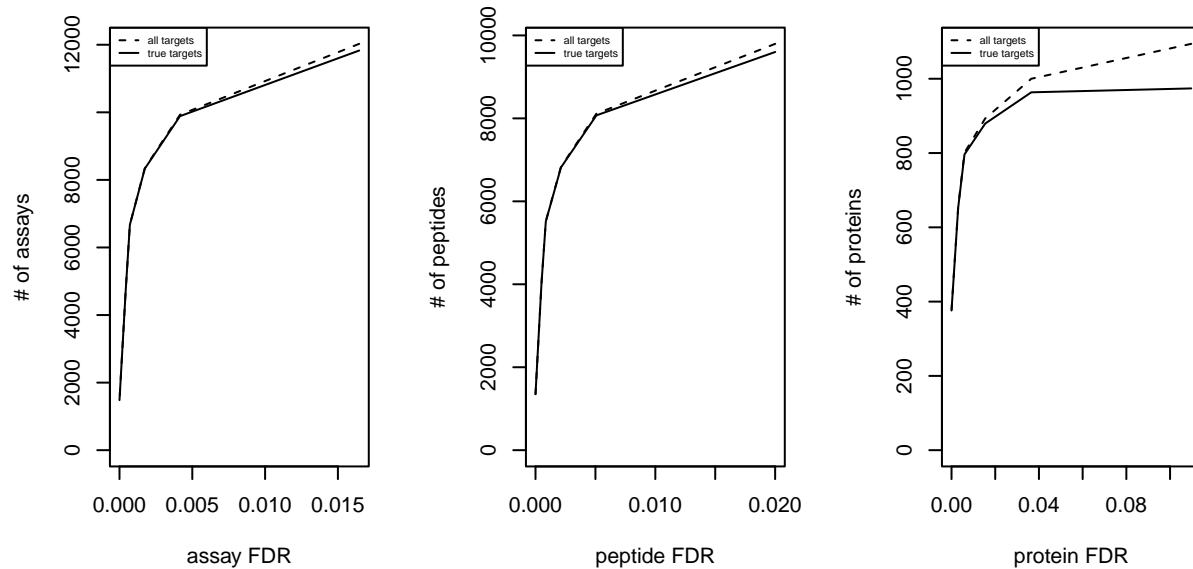 all targets
true targets
# of assays
0
2000
4000
6000
8000
12000
0.000
0.005
0.010
0.015
assay FDR
all targets
true targets
# of peptides
0
2000
4000
6000
8000
10000
0.000
0.010
0.020
peptide FDR
all targets
true targets
# of proteins
0
200
400
600
800
1000
0.00
0.04
0.08
protein FDR